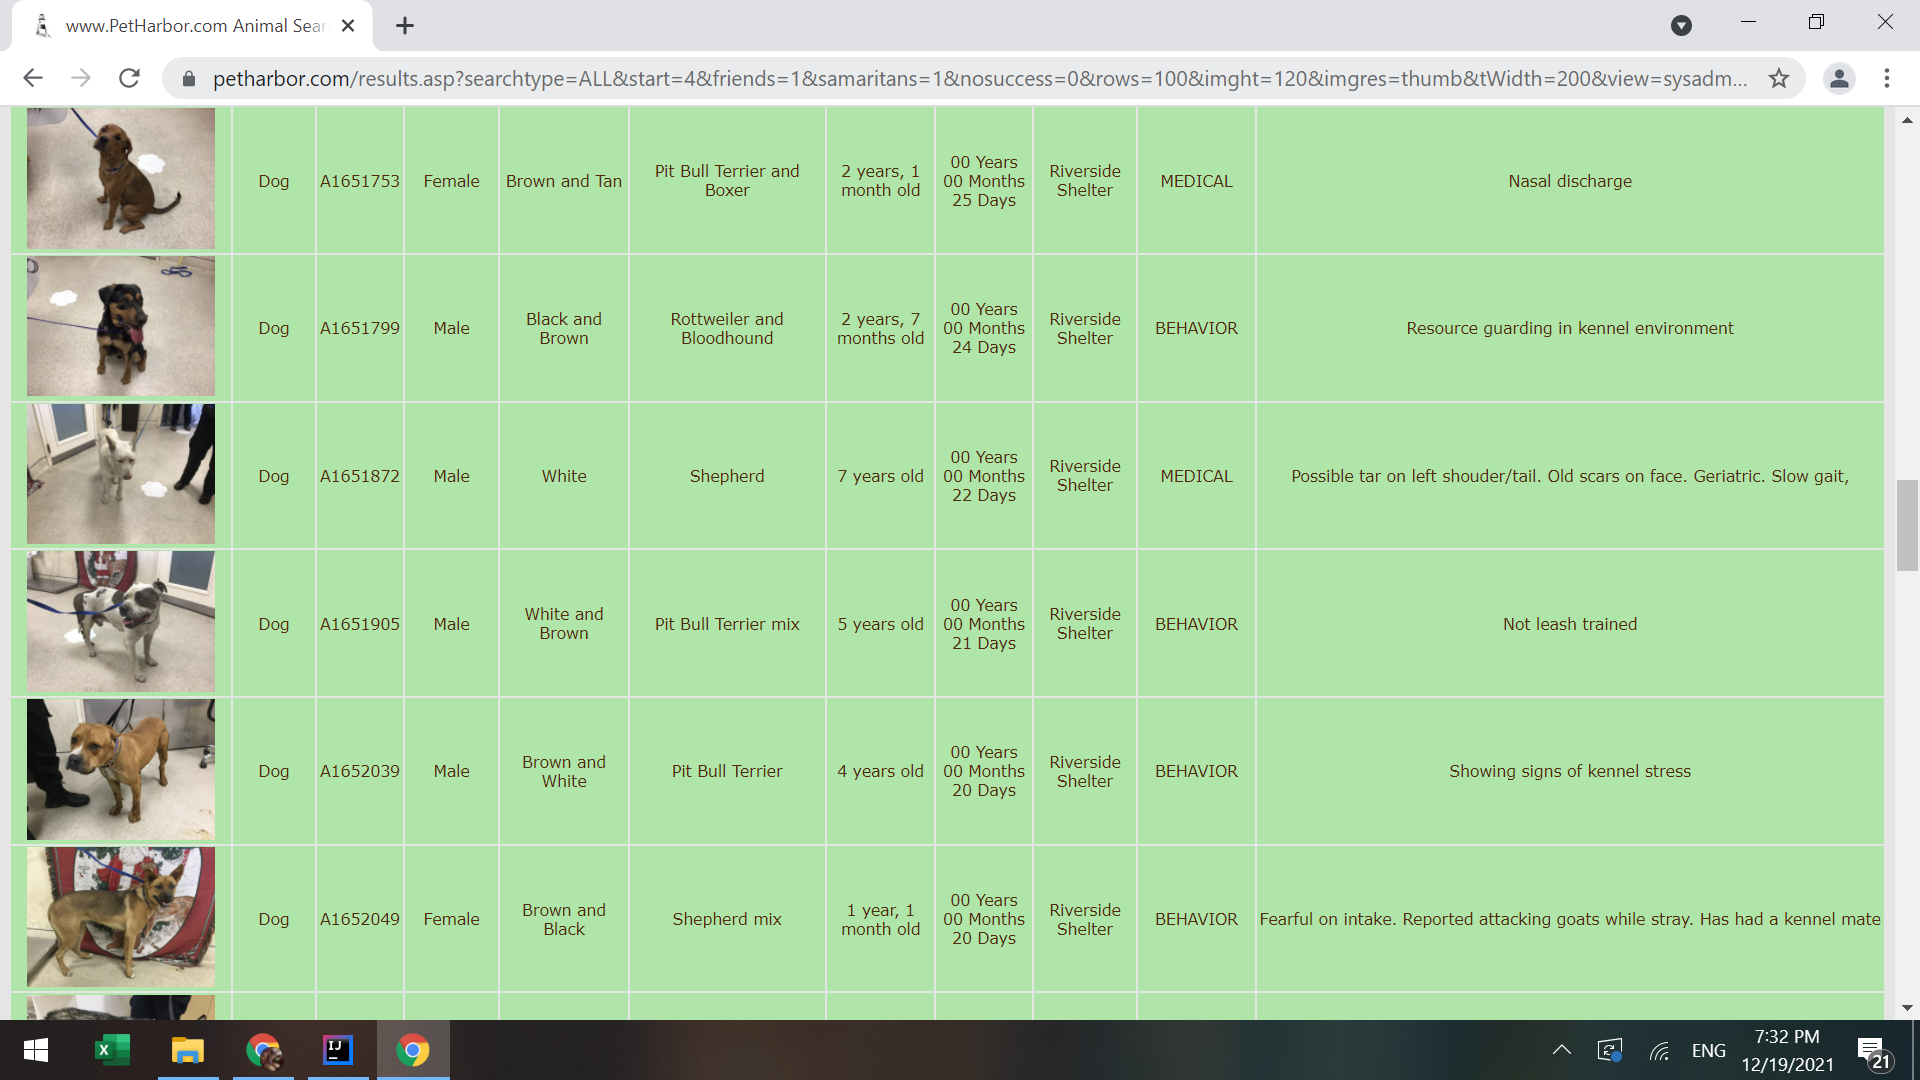 www.PetHarbor.com Animal Sear
petharbor.com/results.asp?searchtype=ALL&start=4&friends=1&samaritans=1&nosuccess=0&rows=100&imght=120&imgres=thumb&tWidth=200&view=sysadm...
Dog A1651753 Female Brown and Tan Pit Bull Terrier and Boxer 2 years, 1 month old 00 Years 00 Months 25 Days Riverside Shelter MEDICAL Nasal discharge
Dog A1651799 Male Black and Brown Rottweiler and Bloodhound 2 years, 7 months old 00 Years 00 Months 24 Days Riverside Shelter BEHAVIOR Resource guarding in kennel environment
Dog A1651872 Male White Shepherd 7 years old 00 Years 00 Months 22 Days Riverside Shelter MEDICAL Possible tar on left shouder/tail. Old scars on face. Geriatric. Slow gait,
Dog A1651905 Male White and Brown Pit Bull Terrier mix 5 years old 00 Years 00 Months 21 Days Riverside Shelter BEHAVIOR Not leash trained
Dog A1652039 Male Brown and White Pit Bull Terrier 4 years old 00 Years 00 Months 20 Days Riverside Shelter BEHAVIOR Showing signs of kennel stress
Dog A1652049 Female Brown and Black Shepherd mix 1 year, 1 month old 00 Years 00 Months 20 Days Riverside Shelter BEHAVIOR Fearful on intake. Reported attacking goats while stray. Has had a kennel mate
X
IJ
ENG
7:32 PM
12/19/2021
21